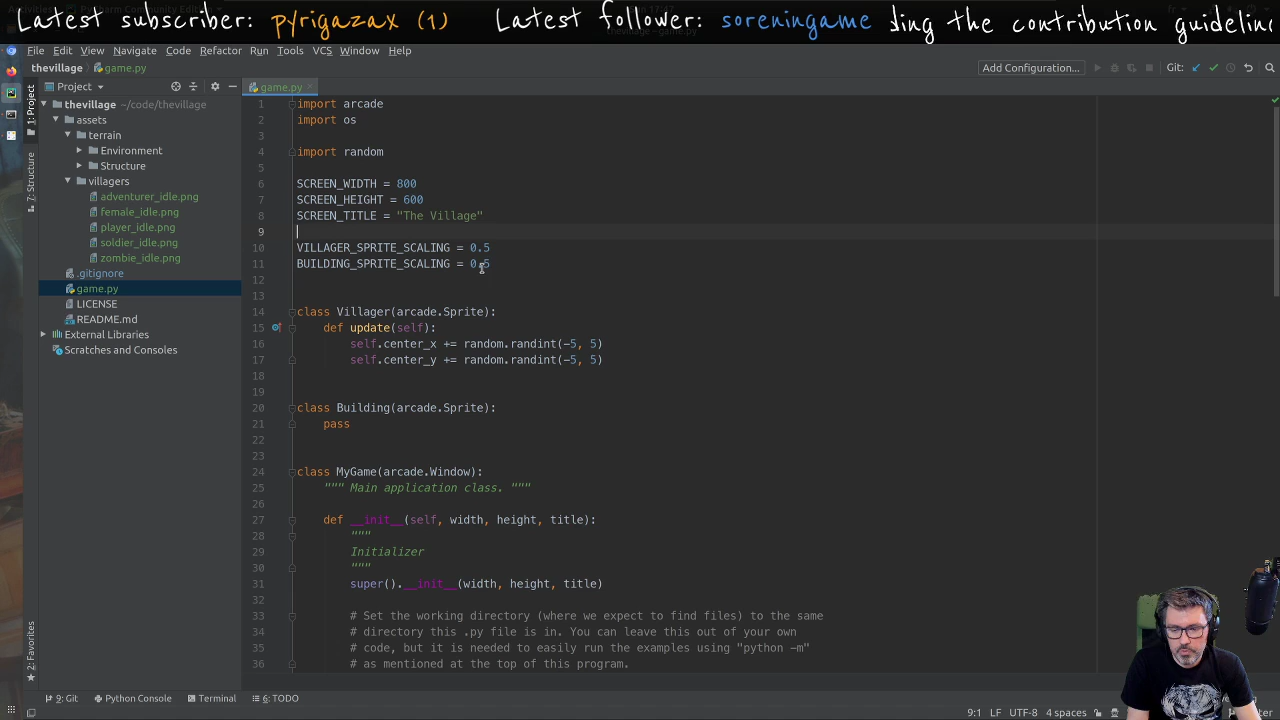 Latest subscriber: pyrigazax (1) Latest follower: soreningame ding the contribution guideline
File Edit View Navigate Code Refactor Run Tools VCS Window Help
thevillage game.py Add Configuration... Git:
Project game.py
thevillage ~/code/thevillage
assets
terrain
Environment
Structure
villagers
adventurer_idle.png
female_idle.png
player_idle.png
soldier_idle.png
zombie_idle.png
.gitignore
game.py
LICENSE
README.md
External Libraries
Scratches and Consoles
1: Project
7: Structure
2: Favorites
1 import arcade
2 import os
3
4 import random
5
6 SCREEN_WIDTH = 800
7 SCREEN_HEIGHT = 600
8 SCREEN_TITLE = "The Village"
9
10 VILLAGER_SPRITE_SCALING = 0.5
11 BUILDING_SPRITE_SCALING = 0.5
12
13
14 class Villager(arcade.Sprite):
15 def update(self):
16 self.center_x += random.randint(-5, 5)
17 self.center_y += random.randint(-5, 5)
18
19
20 class Building(arcade.Sprite):
21 pass
22
23
24 class MyGame(arcade.Window):
25 """ Main application class. """
26
27 def __init__(self, width, height, title):
28 """
29 Initializer
30 """
31 super().__init__(width, height, title)
32
33 # Set the working directory (where we expect to find files) to the same
34 # directory this .py file is in. You can leave this out of your own
35 # code, but it is needed to easily run the examples using "python -m"
36 # as mentioned at the top of this program.
9: Git Python Console Terminal 6: TODO
9:1 LF UTF-8 4 spaces